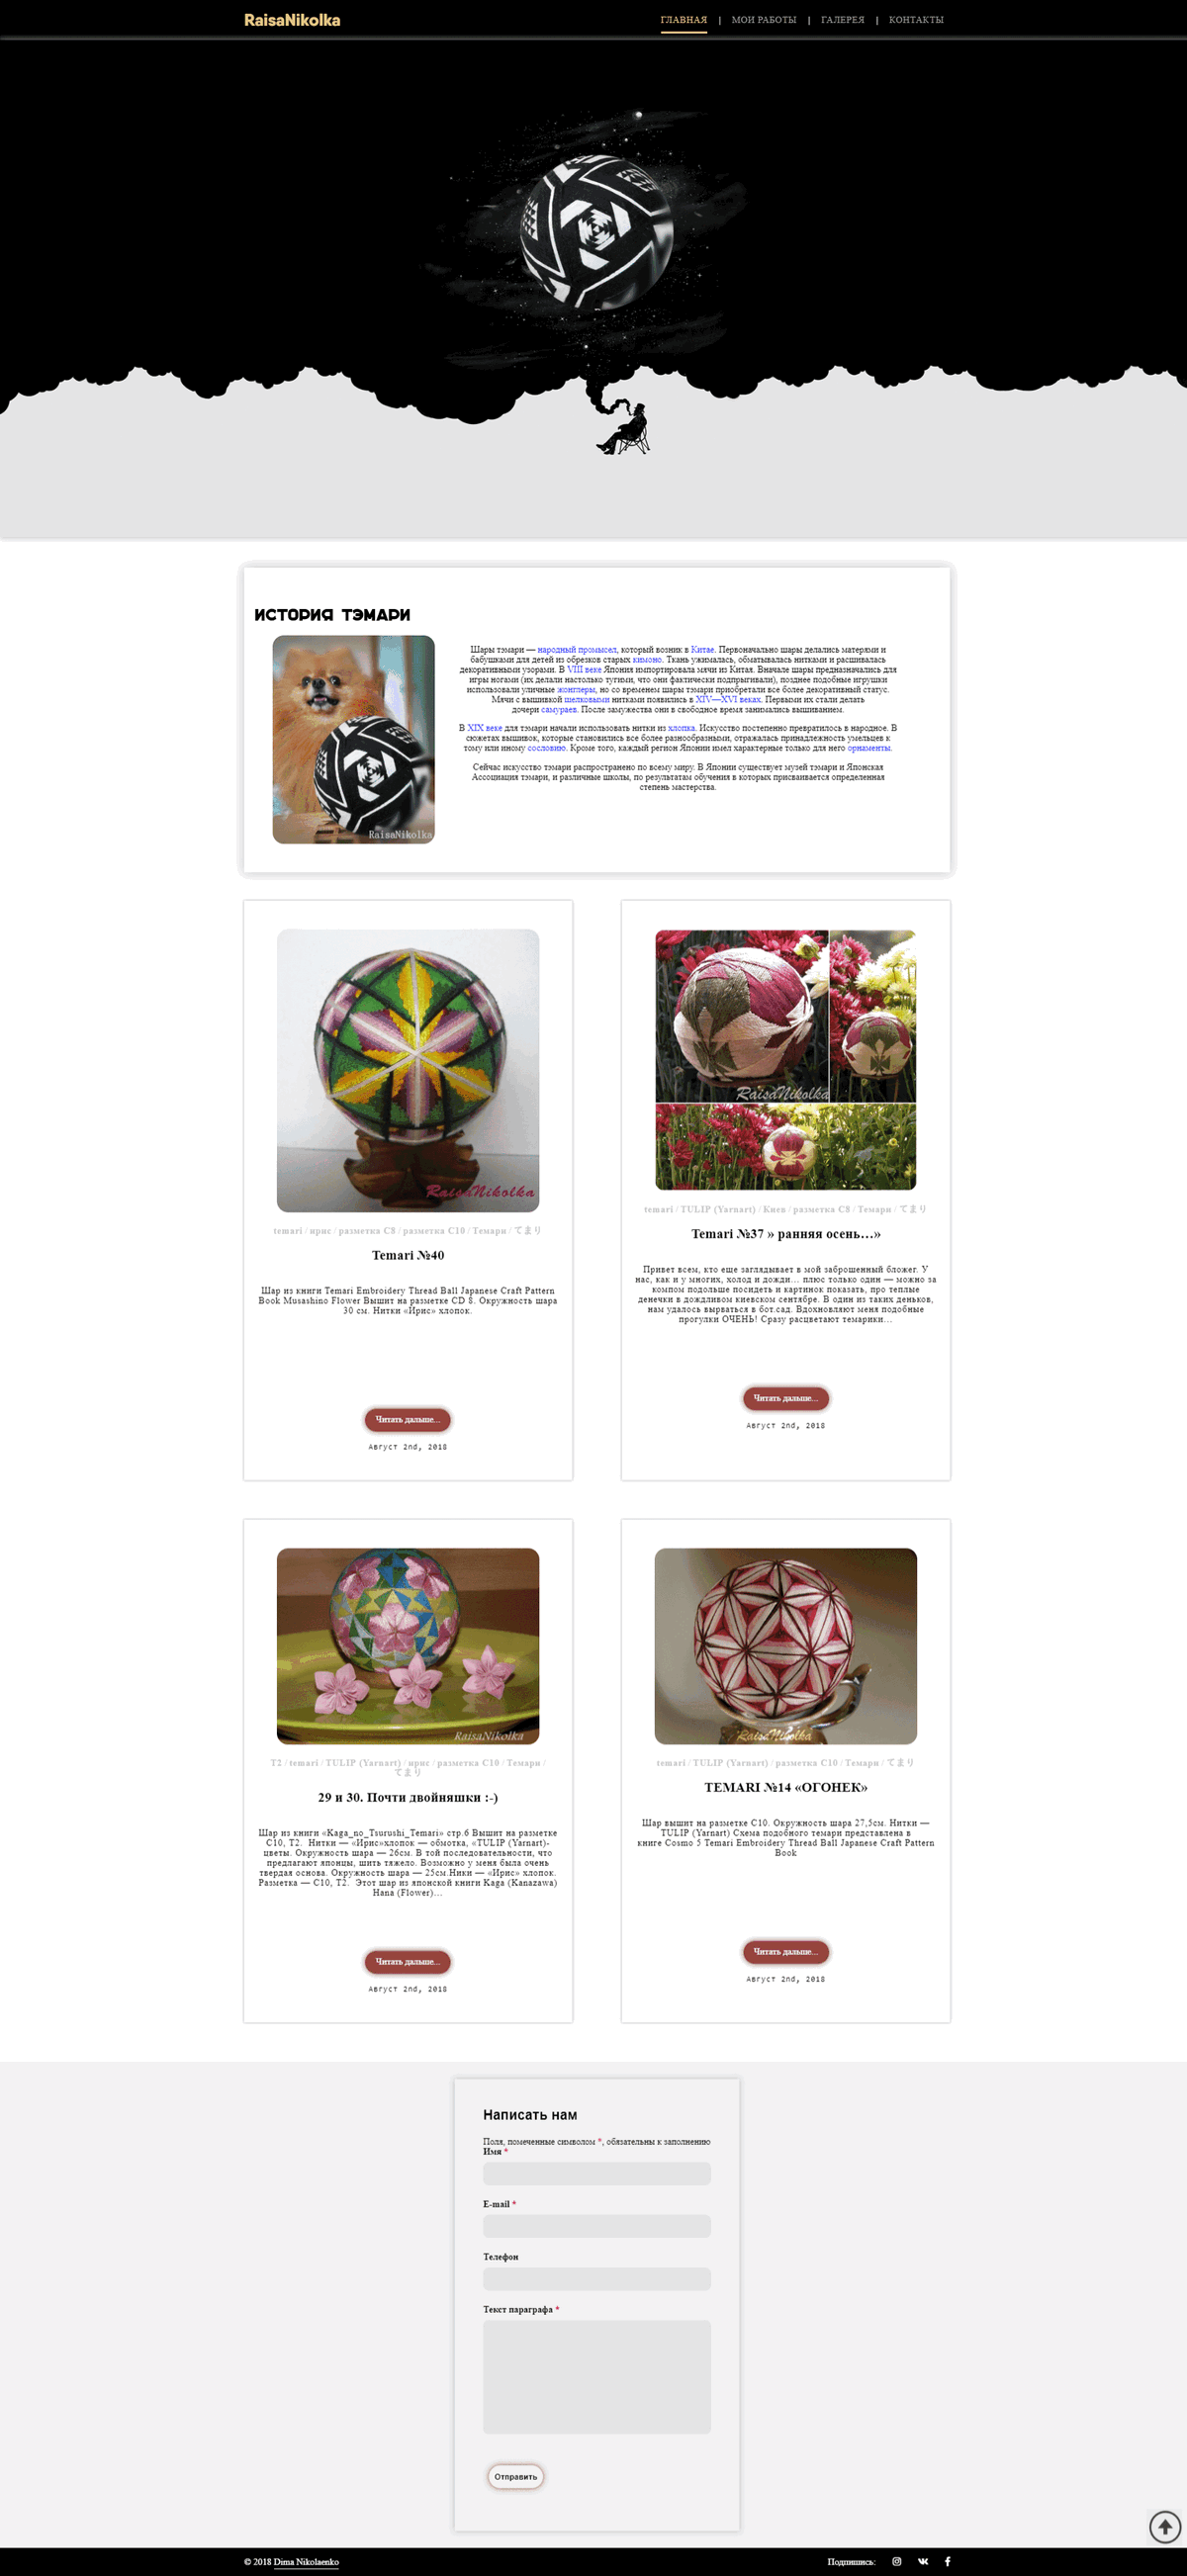 RaisaNikolka
ГЛАВНАЯ | МОИ РАБОТЫ | ГАЛЕРЕЯ | КОНТАКТЫ
ИСТОРИЯ ТЭМАРИ
RaisaNikolka
Шары тэмари — народный промысел, который возник в Китае. Первоначально шары делались матерями и
бабушками для детей из обрезков старых кимоно. Ткань ужималась, обматывалась нитками и расшивалась
декоративными узорами. В VIII веке Япония импортировала мячи из Китая. Вначале шары предназначались для
игры ногами (их делали настолько тугими, что они фактически подпрыгивали), позднее подобные игрушки
использовали уличные жонглеры, но со временем шары тэмари приобретали все более декоративный статус.
Мячи с вышивкой шелковыми нитками появились в XIV—XVI веках. Первыми их стали делать
дочери самураев. После замужества они в свободное время занимались вышиванием.
В XIX веке для тэмари начали использовать нитки из хлопка. Искусство постепенно превратилось в народное. В
сюжетах вышивок, которые становились все более разнообразными, отражалась принадлежность умельцев к
тому или иному сословию. Кроме того, каждый регион Японии имел характерные только для него орнаменты.
Сейчас искусство тэмари распространено по всему миру. В Японии существует музей тэмари и Японская
Ассоциация тэмари, и различные школы, по результатам обучения в которых присваивается определенная
степень мастерства.
RaisaNikolka
temari / ирис / разметка С8 / разметка С10 / Темари / てまり
Temari №40
Шар из книги Temari Embroidery Thread Ball Japanese Craft Pattern
Book Musashino Flower Вышит на разметке CD 8. Окружность шара
30 см. Нитки «Ирис» хлопок.
Читать дальше...
Август 2nd, 2018
RaisaNikolka
temari / TULIP (Yarnart) / Киев / разметка С8 / Темари / てまり
Temari №37 » ранняя осень…»
Привет всем, кто еще заглядывает в мой заброшенный бложег. У
нас, как и у многих, холод и дожди… плюс только один — можно за
компом подольше посидеть и картинок показать, про теплые
денечки в дождливом киевском сентябре. В один из таких деньков,
нам удалось вырваться в бот.сад. Вдохновляют меня подобные
прогулки ОЧЕНЬ! Сразу расцветают темарики…
Читать дальше...
Август 2nd, 2018
RaisaNikolka
T2 / temari / TULIP (Yarnart) / ирис / разметка С10 / Темари /
てまり
29 и 30. Почти двойняшки :-)
Шар из книги «Kaga_no_Tsurushi_Temari» стр.6 Вышит на разметке
С10, Т2. Нитки — «Ирис»хлопок — обмотка, «TULIP (Yarnart)-
цветы. Окружность шара — 26см. В той последовательности, что
предлагают японцы, шить тяжело. Возможно у меня была очень
твердая основа. Окружность шара — 25см.Ники — «Ирис» хлопок.
Разметка — С10, Т2. Этот шар из японской книги Kaga (Kanazawa)
Hana (Flower)…
Читать дальше...
Август 2nd, 2018
RaisaNikolka
temari / TULIP (Yarnart) / разметка С10 / Темари / てまり
TEMARI №14 «ОГОНЕК»
Шар вышит на разметке С10. Окружность шара 27,5см. Нитки —
TULIP (Yarnart) Схема подобного темари представлена в
книге Cosmo 5 Temari Embroidery Thread Ball Japanese Craft Pattern
Book
Читать дальше...
Август 2nd, 2018
Написать нам
Поля, помеченные символом *, обязательны к заполнению
Имя *
E-mail *
Телефон
Текст параграфа *
Отправить
© 2018 Dima Nikolaenko
Подпишись: